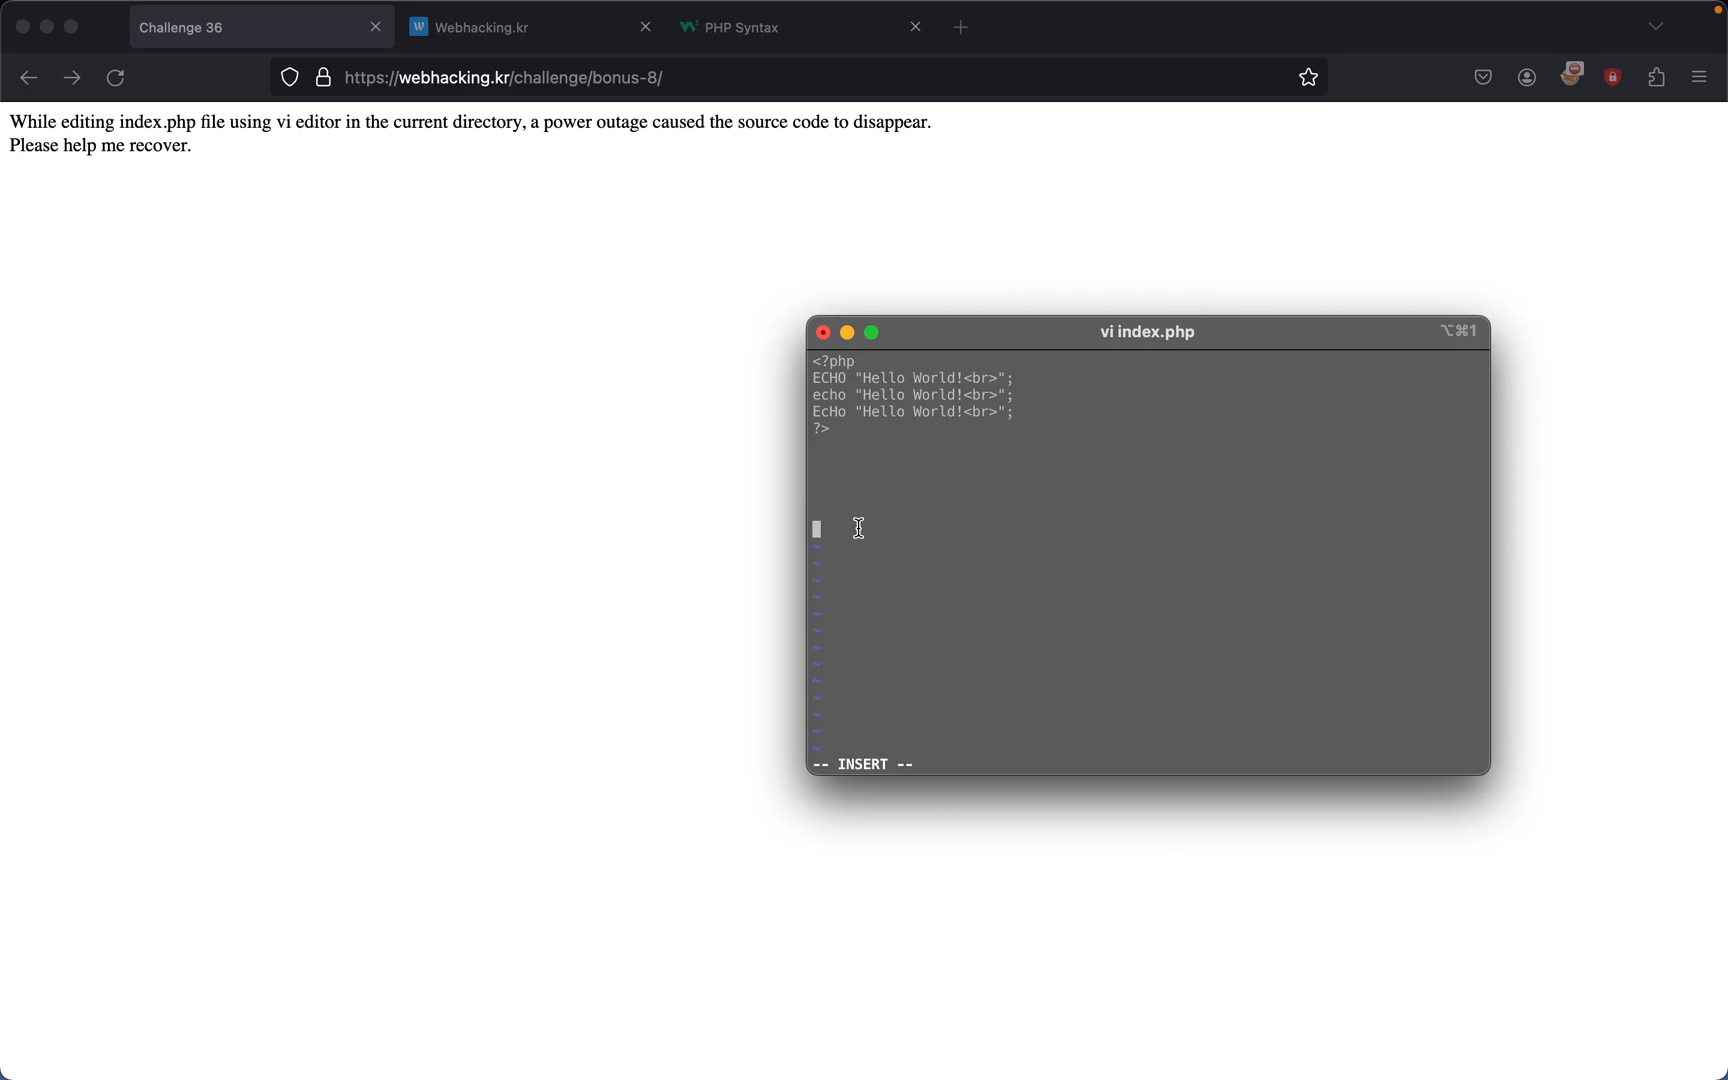 Challenge 36
Webhacking.kr
PHP Syntax
https://webhacking.kr/challenge/bonus-8/
While editing index.php file using vi editor in the current directory, a power outage caused the source code to disappear.
Please help me recover.
vi index.php
⌥⌘1
<?php
ECHO "Hello World!<br>";
echo "Hello World!<br>";
EcHo "Hello World!<br>";
?>
~
~
~
~
~
~
~
~
~
~
~
~
~
-- INSERT --